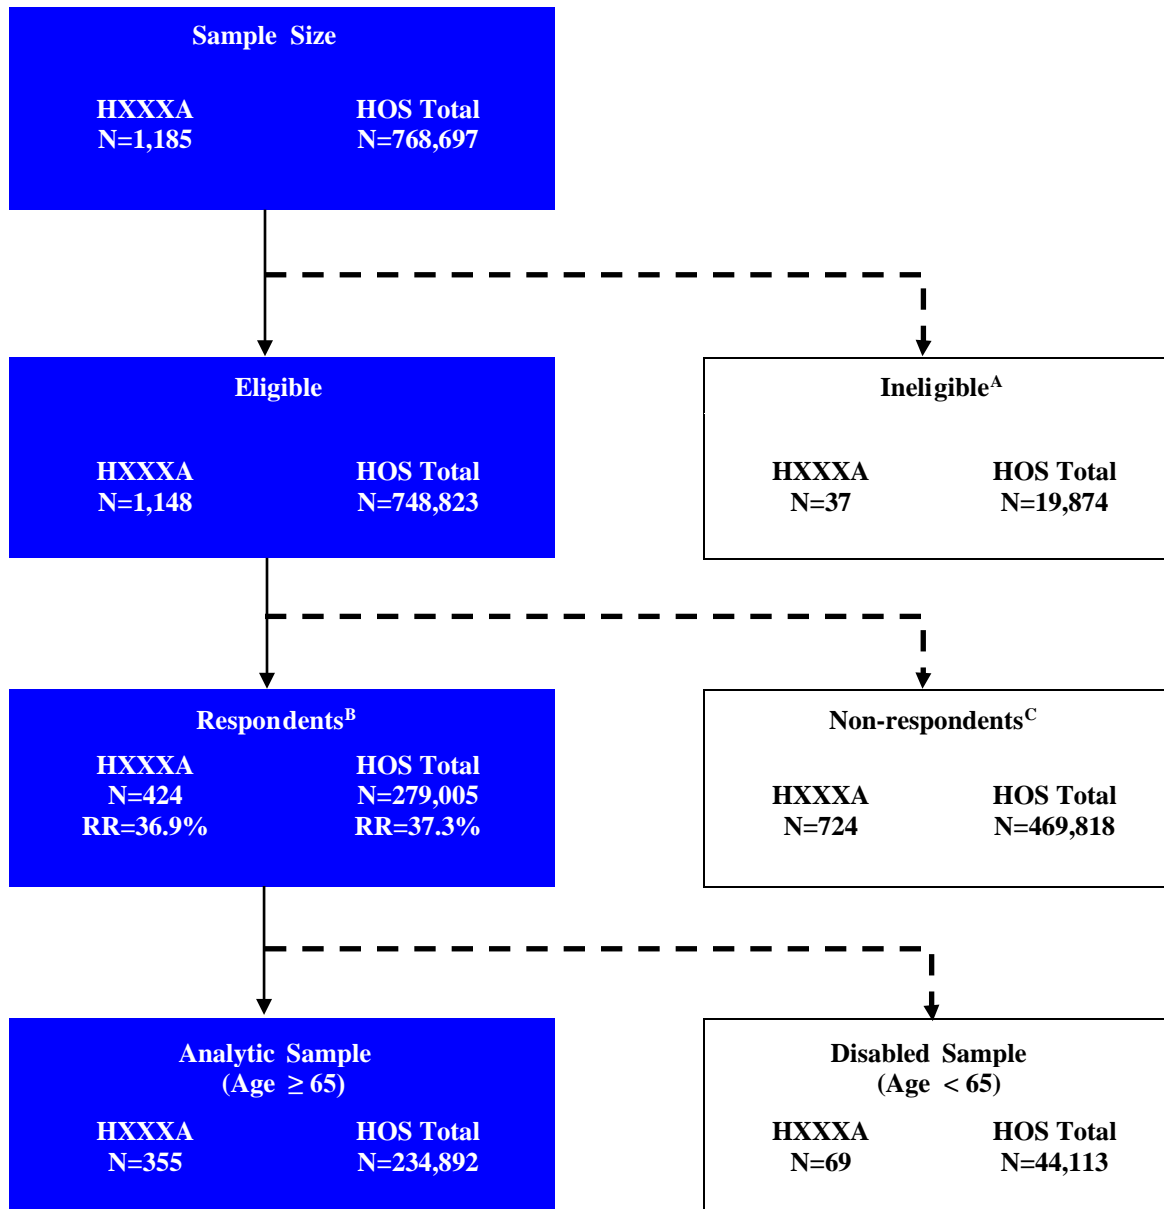 Sample Size
HXXXA HOS Total
N=1,185 N=768,697
Eligible
HXXXA HOS Total
N=1,148 N=748,823
Ineligible^A
HXXXA HOS Total
N=37 N=19,874
Respondents^B
HXXXA HOS Total
N=424 N=279,005
RR=36.9% RR=37.3%
Non-respondents^C
HXXXA HOS Total
N=724 N=469,818
Analytic Sample
(Age ≥ 65)
HXXXA HOS Total
N=355 N=234,892
Disabled Sample
(Age < 65)
HXXXA HOS Total
N=69 N=44,113